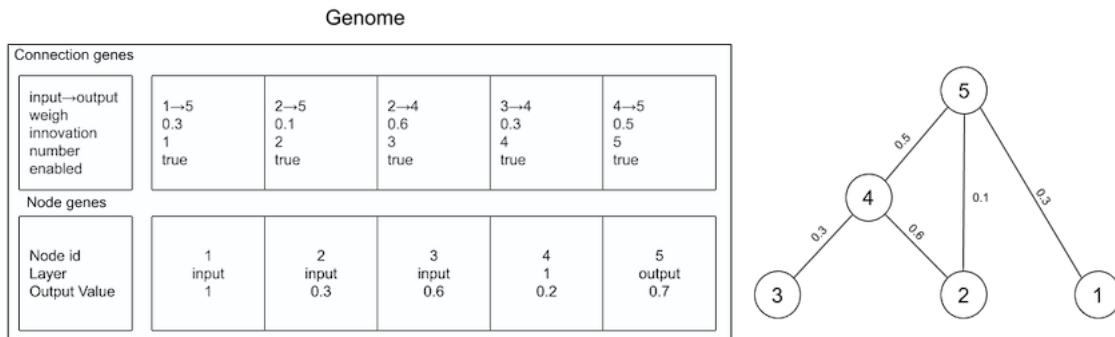 Genome
Connection genes
input→output
weigh
innovation
number
enabled
1→5
0.3
1
true
2→5
0.1
2
true
2→4
0.6
3
true
3→4
0.3
4
true
4→5
0.5
5
true
Node genes
Node id
Layer
Output Value
1
input
1
2
input
0.3
3
input
0.6
4
1
0.2
5
output
0.7
5
0.5
4
0.1
0.3
0.3
0.6
3
2
1